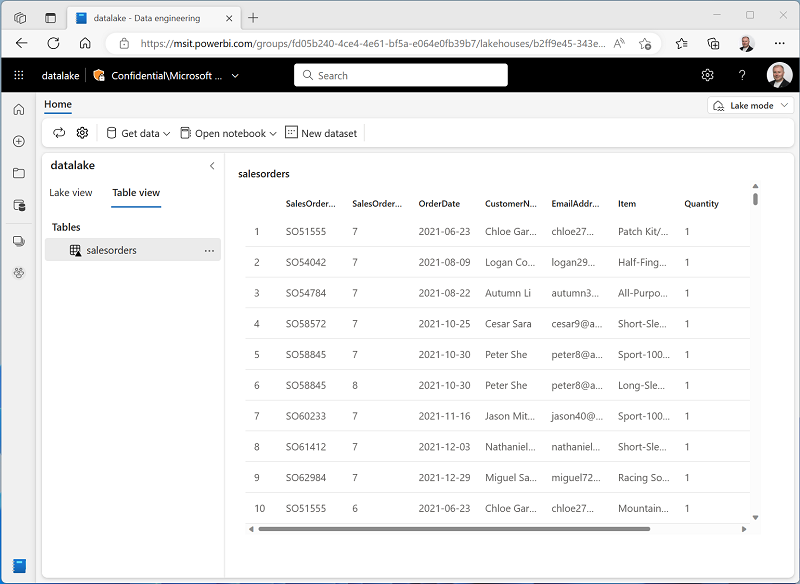 datalake - Data engineering
https://msit.powerbi.com/groups/fd05b240-4ce4-4e61-bf5a-e064e0fb39b7/lakehouses/b2ff9e45-343e...
datalake Confidential\Microsoft ... Search
Home Lake mode
Get data Open notebook New dataset
datalake
Lake view Table view
Tables
salesorders ...
salesorders
SalesOrder... SalesOrder... OrderDate CustomerN... EmailAddr... Item Quantity
1 SO51555 7 2021-06-23 Chloe Gar... chloe27... Patch Kit/... 1
2 SO54042 7 2021-08-09 Logan Co... logan29... Half-Fing... 1
3 SO54784 7 2021-08-22 Autumn Li autumn3... All-Purpo... 1
4 SO58572 7 2021-10-25 Cesar Sara cesar9@a... Short-Sle... 1
5 SO58845 7 2021-10-30 Peter She peter8@a... Sport-100... 1
6 SO58845 8 2021-10-30 Peter She peter8@a... Long-Sle... 1
7 SO60233 7 2021-11-16 Jason Mit... jason40@... Sport-100... 1
8 SO61412 7 2021-12-03 Nathaniel... nathaniel... Short-Sle... 1
9 SO62984 7 2021-12-29 Miguel Sa... miguel72... Racing So... 1
10 SO51555 6 2021-06-23 Chloe Gar... chloe27... Mountain... 1